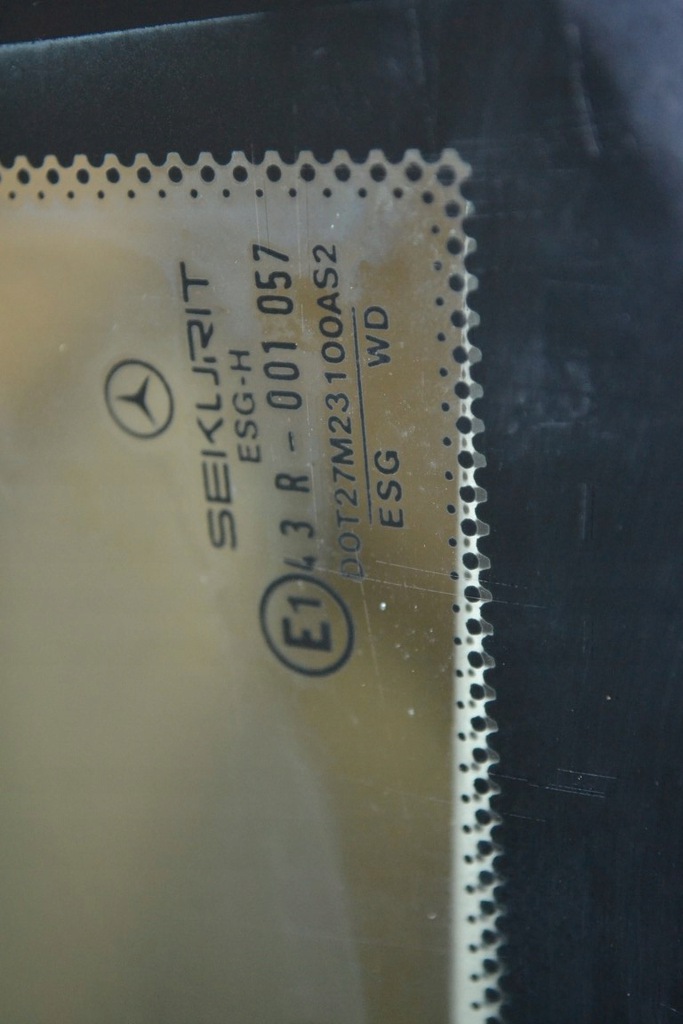 SEKURIT
ESG-H
E1 43 R - 001 057
DOT27M23100AS2
ESG WD